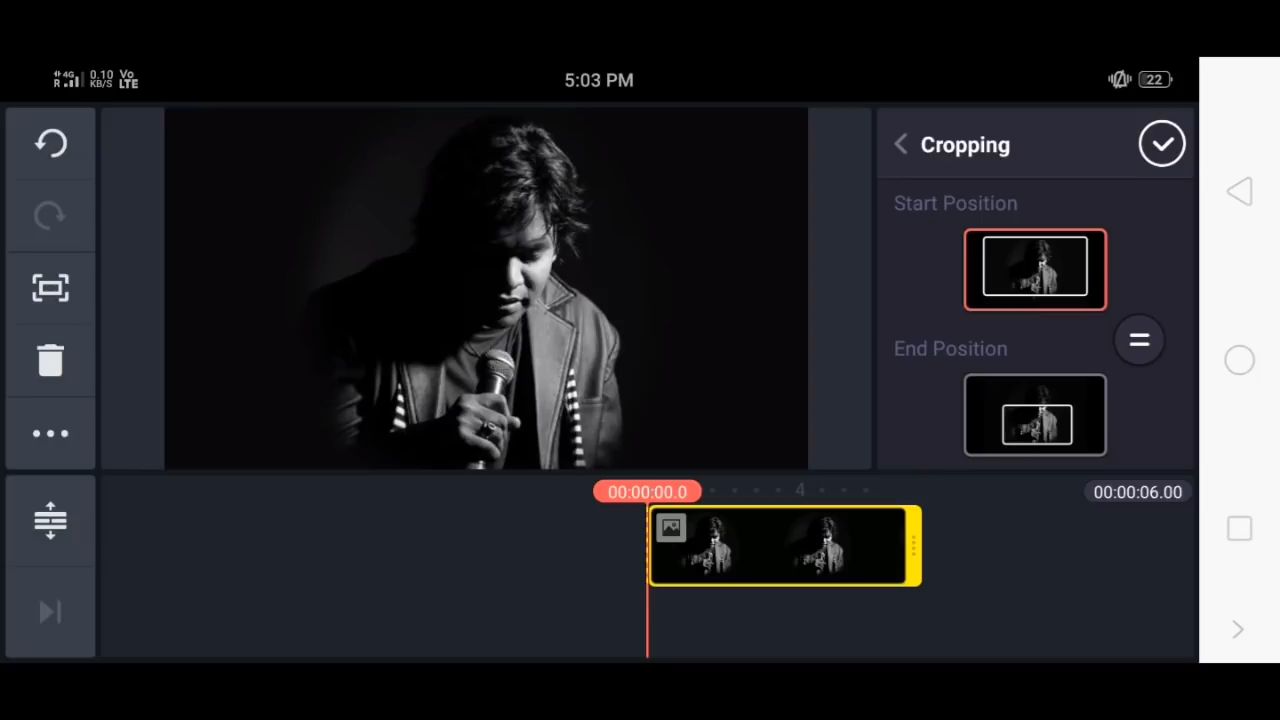 4G R 0.10 KB/S Vo LTE
5:03 PM
22
Cropping
Start Position
End Position
00:00:00.0
4
00:00:06.00